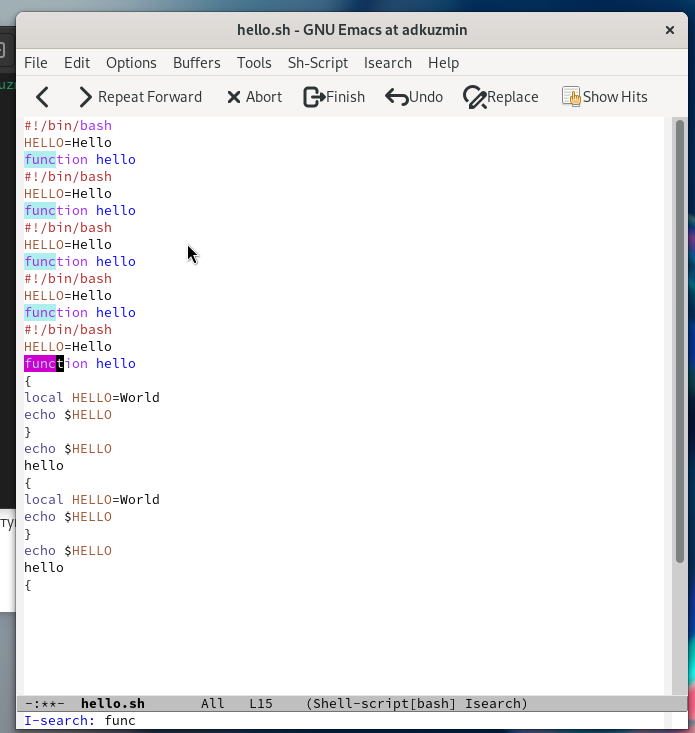 hello.sh - GNU Emacs at adkuzmin
File Edit Options Buffers Tools Sh-Script Isearch Help
Repeat Forward Abort Finish Undo Replace Show Hits
#!/bin/bash
HELLO=Hello
function hello
#!/bin/bash
HELLO=Hello
function hello
#!/bin/bash
HELLO=Hello
function hello
#!/bin/bash
HELLO=Hello
function hello
#!/bin/bash
HELLO=Hello
function hello
{
local HELLO=World
echo $HELLO
}
echo $HELLO
hello
{
local HELLO=World
echo $HELLO
}
echo $HELLO
hello
{
-:**- hello.sh All L15 (Shell-script[bash] Isearch)
I-search: func